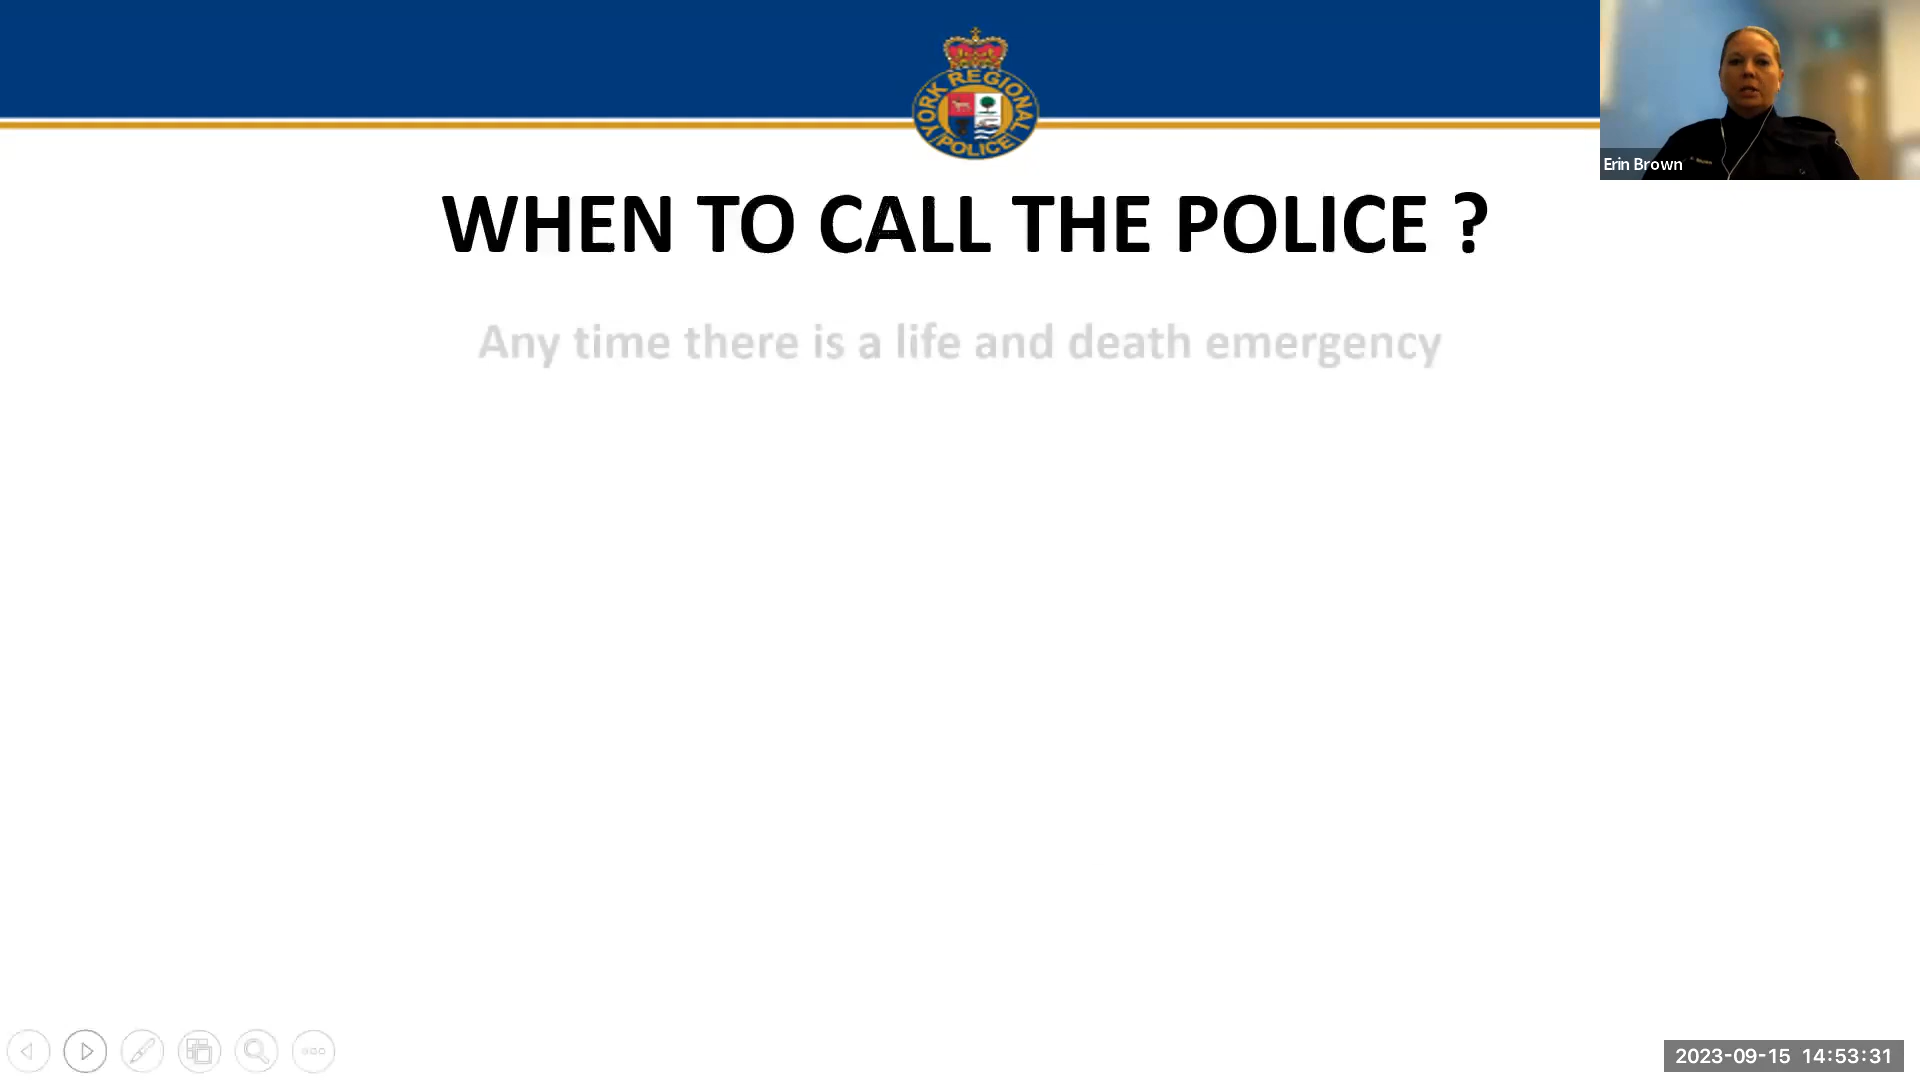 YORK REGIONAL POLICE
Erin Brown
WHEN TO CALL THE POLICE ?
Any time there is a life and death emergency
2023-09-15 14:53:31